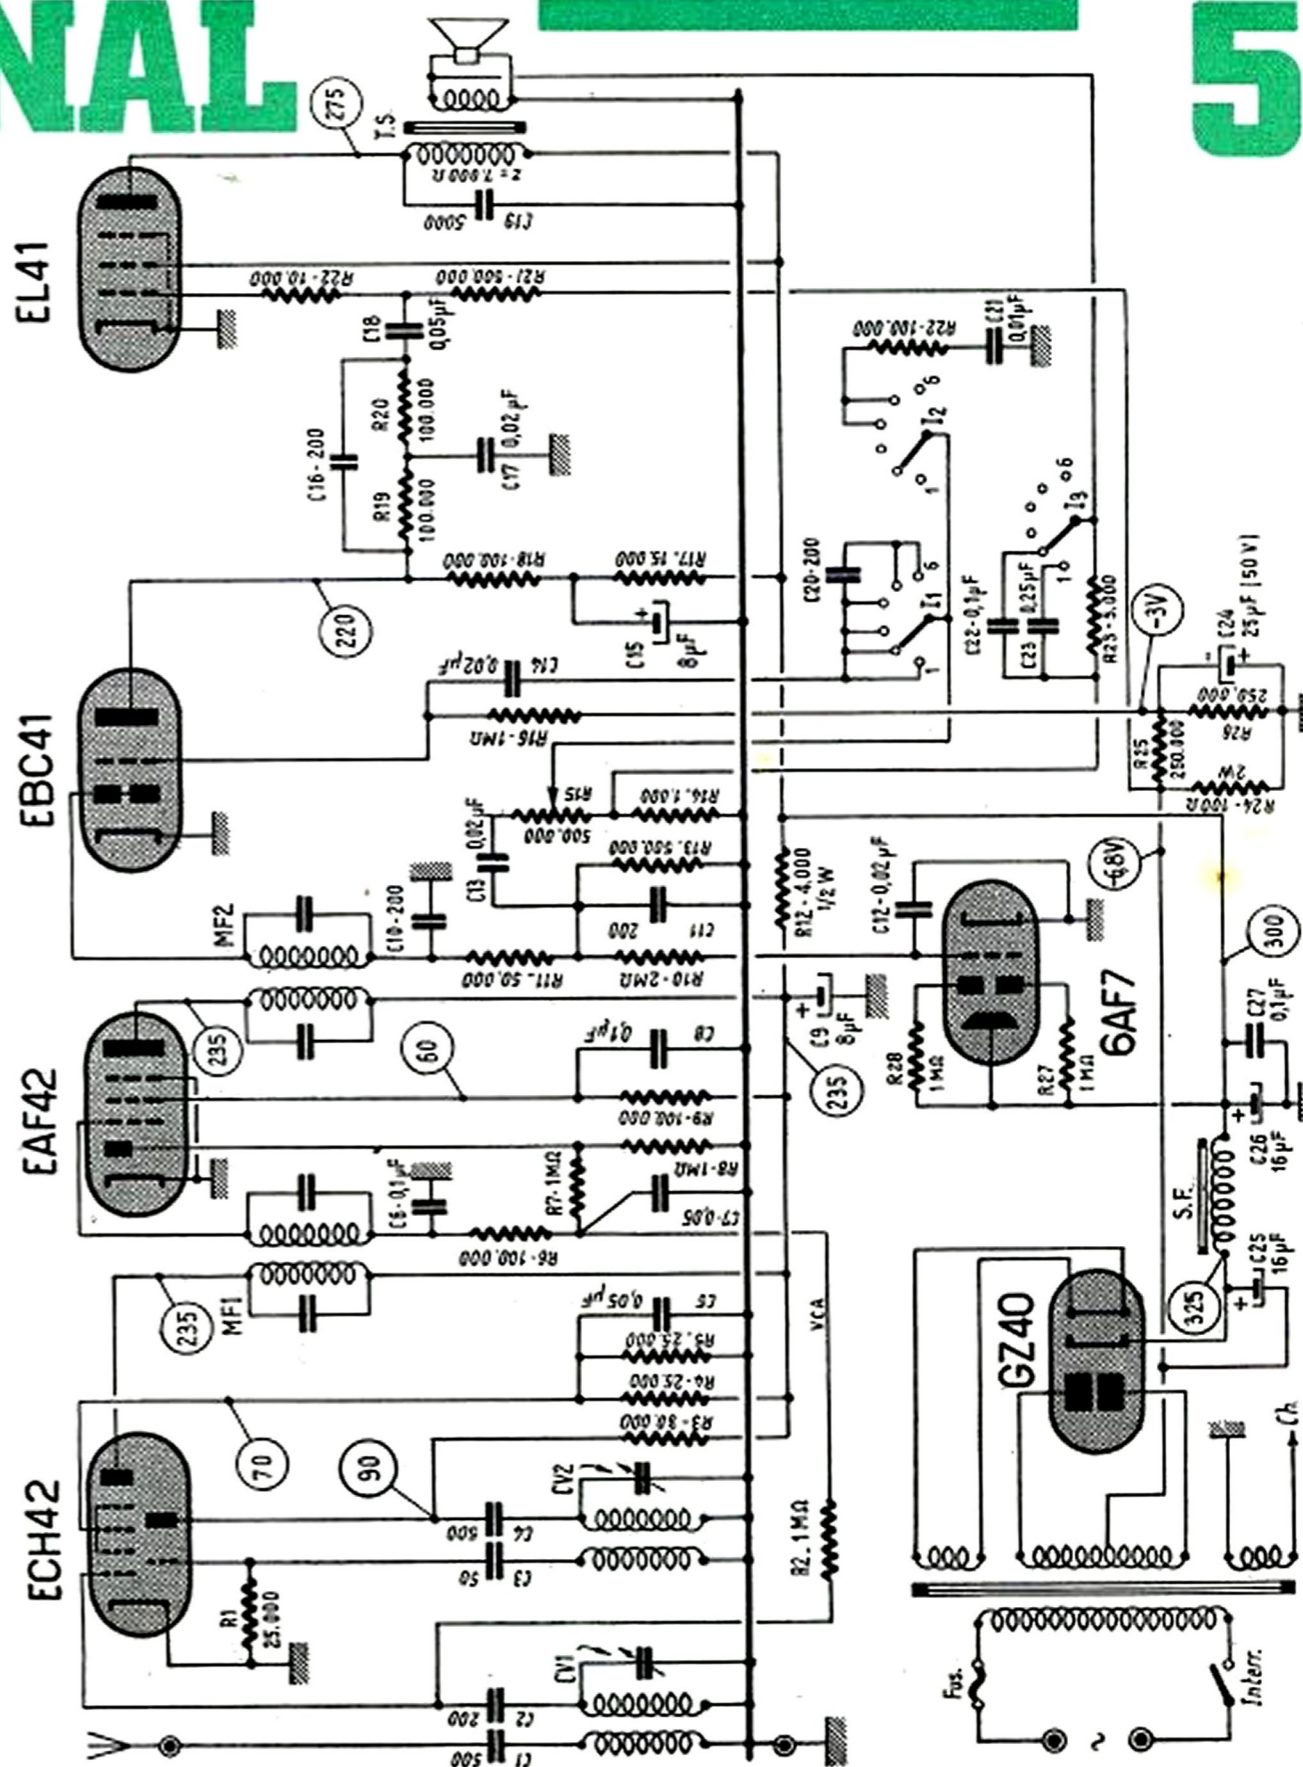 NAL
5
EL41
275
T.S.
Z = 7.000 Ω
5000
C19
R22-10.000
R21-500.000
C18
0,05µF
C16-200
R20
100.000
R19
100.000
C17 0,02µF
R18-100.000
R17.15.000
220
C15
8µF
C20-200
R22-100.000
C21
0,01µF
I2
1
6
I1
1
6
I3
1
6
C22-0,1µF
C23
0,25µF
R23-5.000
-3V
C24
25µF (50V)
EBC41
C14
0,02µF
R16-1MΩ
R15
500.000
R14.1.000
R13.500.000
C13 0,02µF
C11
200
R11-50.000
R10-2MΩ
C10-200
MF2
R12-4.000
1/2 W
C12-0,02µF
R25
250.000
R26
250.000
R24-100Ω
2W
-6,8V
300
EAF42
235
60
C8
0,1µF
R9-100.000
R8-1MΩ
R7-1MΩ
C7-0,05
C6-0,1µF
R6-100.000
C9
8µF
235
R28
1MΩ
R27
1MΩ
6AF7
C27
0,1µF
C26
16µF
S.F.
C25
16µF
325
MF1
235
C5
0,05µF
R5.25.000
R4-25.000
R3-30.000
VCA
ECH42
70
90
CV2
C4
500
C3
50
R1
25.000
R2-1MΩ
CV1
C2
200
C1
500
GZ40
Ch.
Fus.
Interr.
~